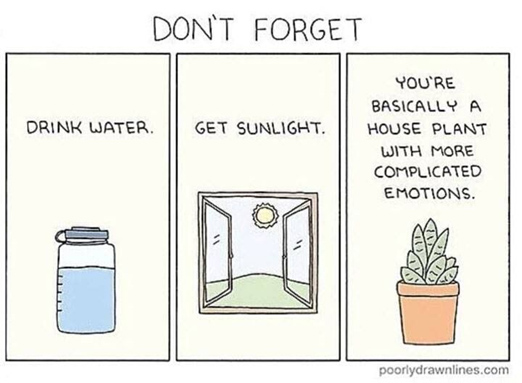 DON'T FORGET
DRINK WATER.
GET SUNLIGHT.
YOU'RE
BASICALLY A
HOUSE PLANT
WITH MORE
COMPLICATED
EMOTIONS.
poorlydrawnlines.com